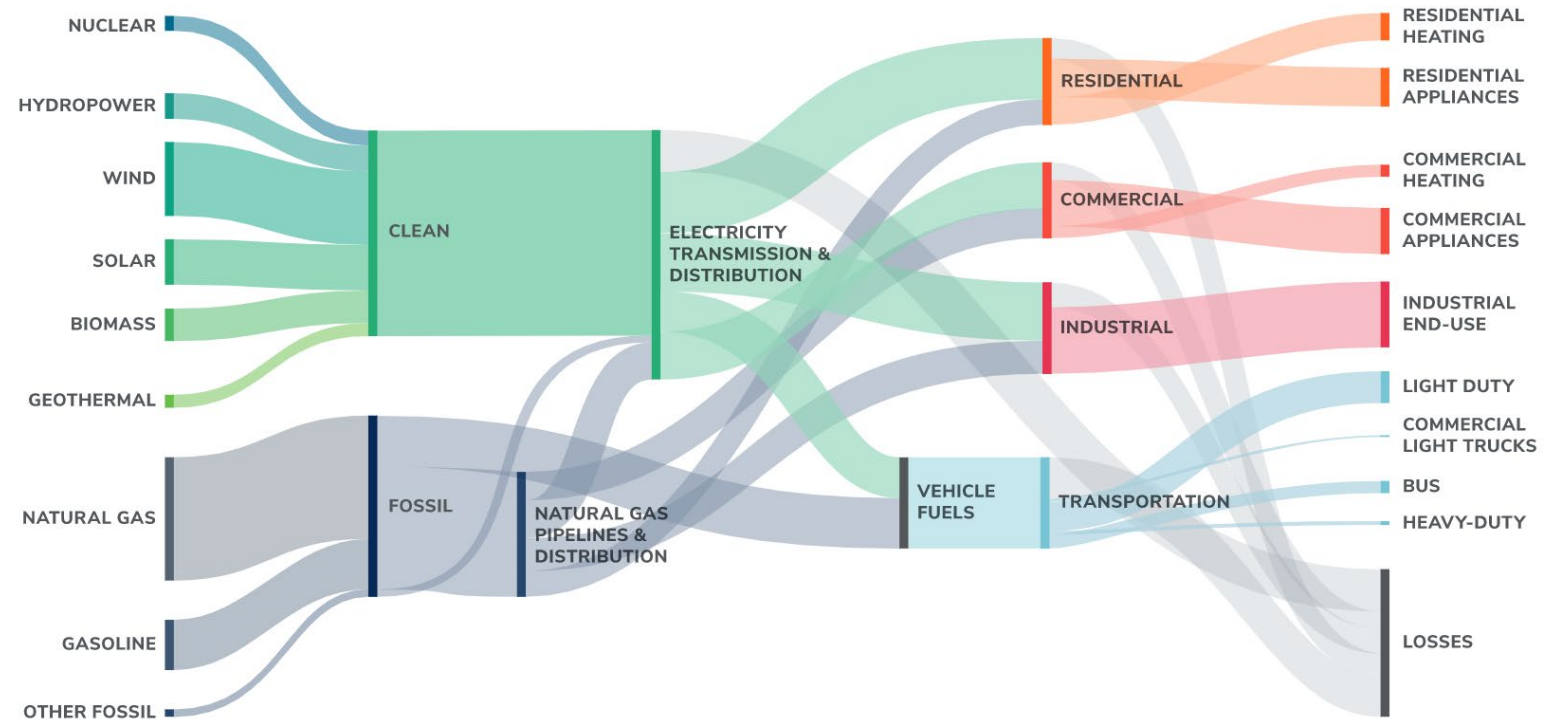 NUCLEAR
HYDROPOWER
WIND
SOLAR
BIOMASS
GEOTHERMAL
NATURAL GAS
GASOLINE
OTHER FOSSIL
CLEAN
FOSSIL
NATURAL GAS
PIPELINES &
DISTRIBUTION
ELECTRICITY
TRANSMISSION &
DISTRIBUTION
VEHICLE
FUELS
RESIDENTIAL
COMMERCIAL
INDUSTRIAL
TRANSPORTATION
RESIDENTIAL
HEATING
RESIDENTIAL
APPLIANCES
COMMERCIAL
HEATING
COMMERCIAL
APPLIANCES
INDUSTRIAL
END-USE
LIGHT DUTY
COMMERCIAL
LIGHT TRUCKS
BUS
HEAVY-DUTY
LOSSES